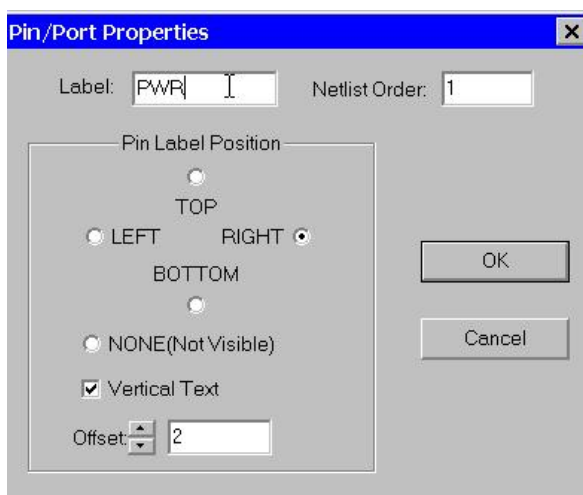 Pin/Port Properties
Label: PWR Netlist Order: 1
Pin Label Position
TOP
LEFT RIGHT
BOTTOM
NONE(Not Visible)
Vertical Text
Offset: 2
OK
Cancel